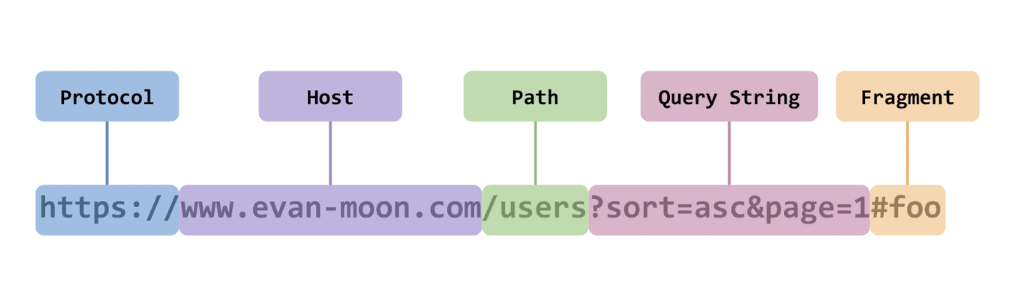 Protocol Host Path Query String Fragment
https://www.evan-moon.com/users?sort=asc&page=1#foo